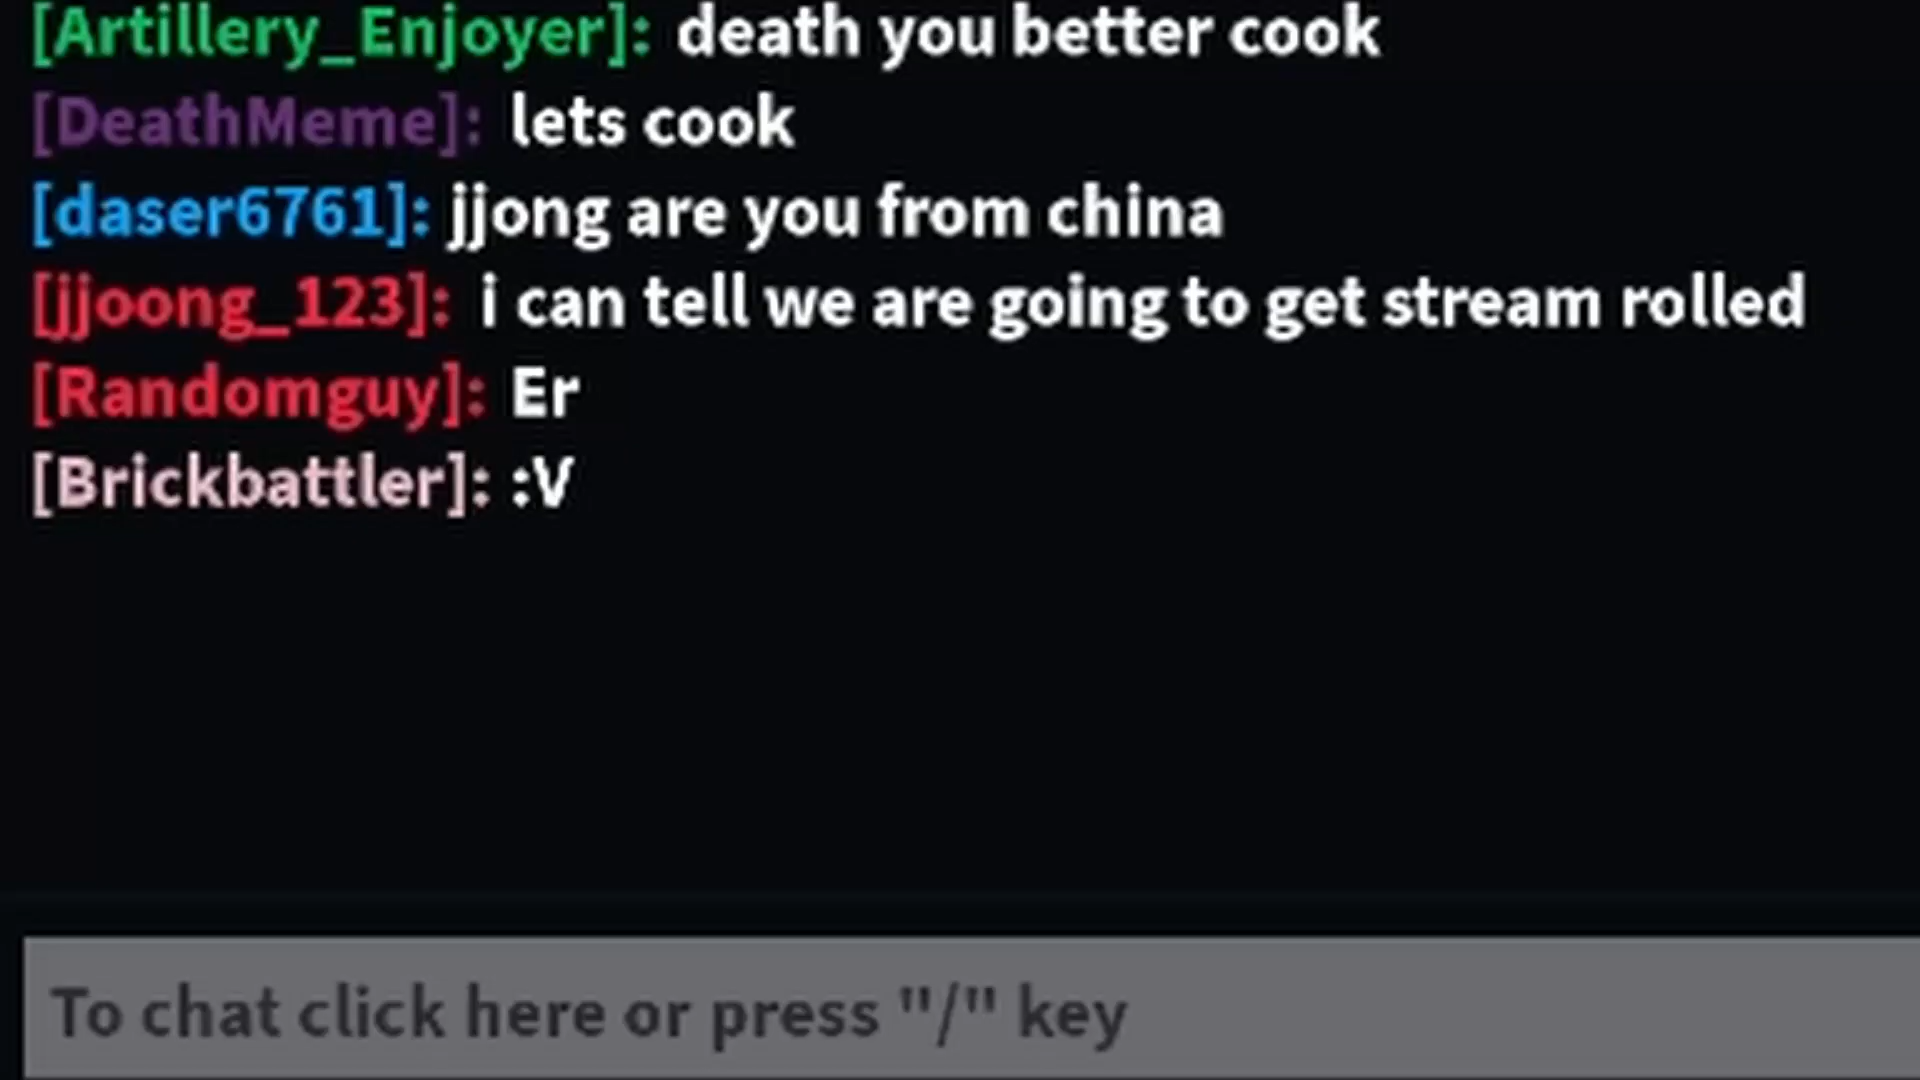 [Artillery_Enjoyer]: death you better cook
[DeathMeme]: lets cook
[daser6761]: jjong are you from china
[jjoong_123]: i can tell we are going to get stream rolled
[Randomguy]: Er
[Brickbattler]: :V
To chat click here or press "/" key